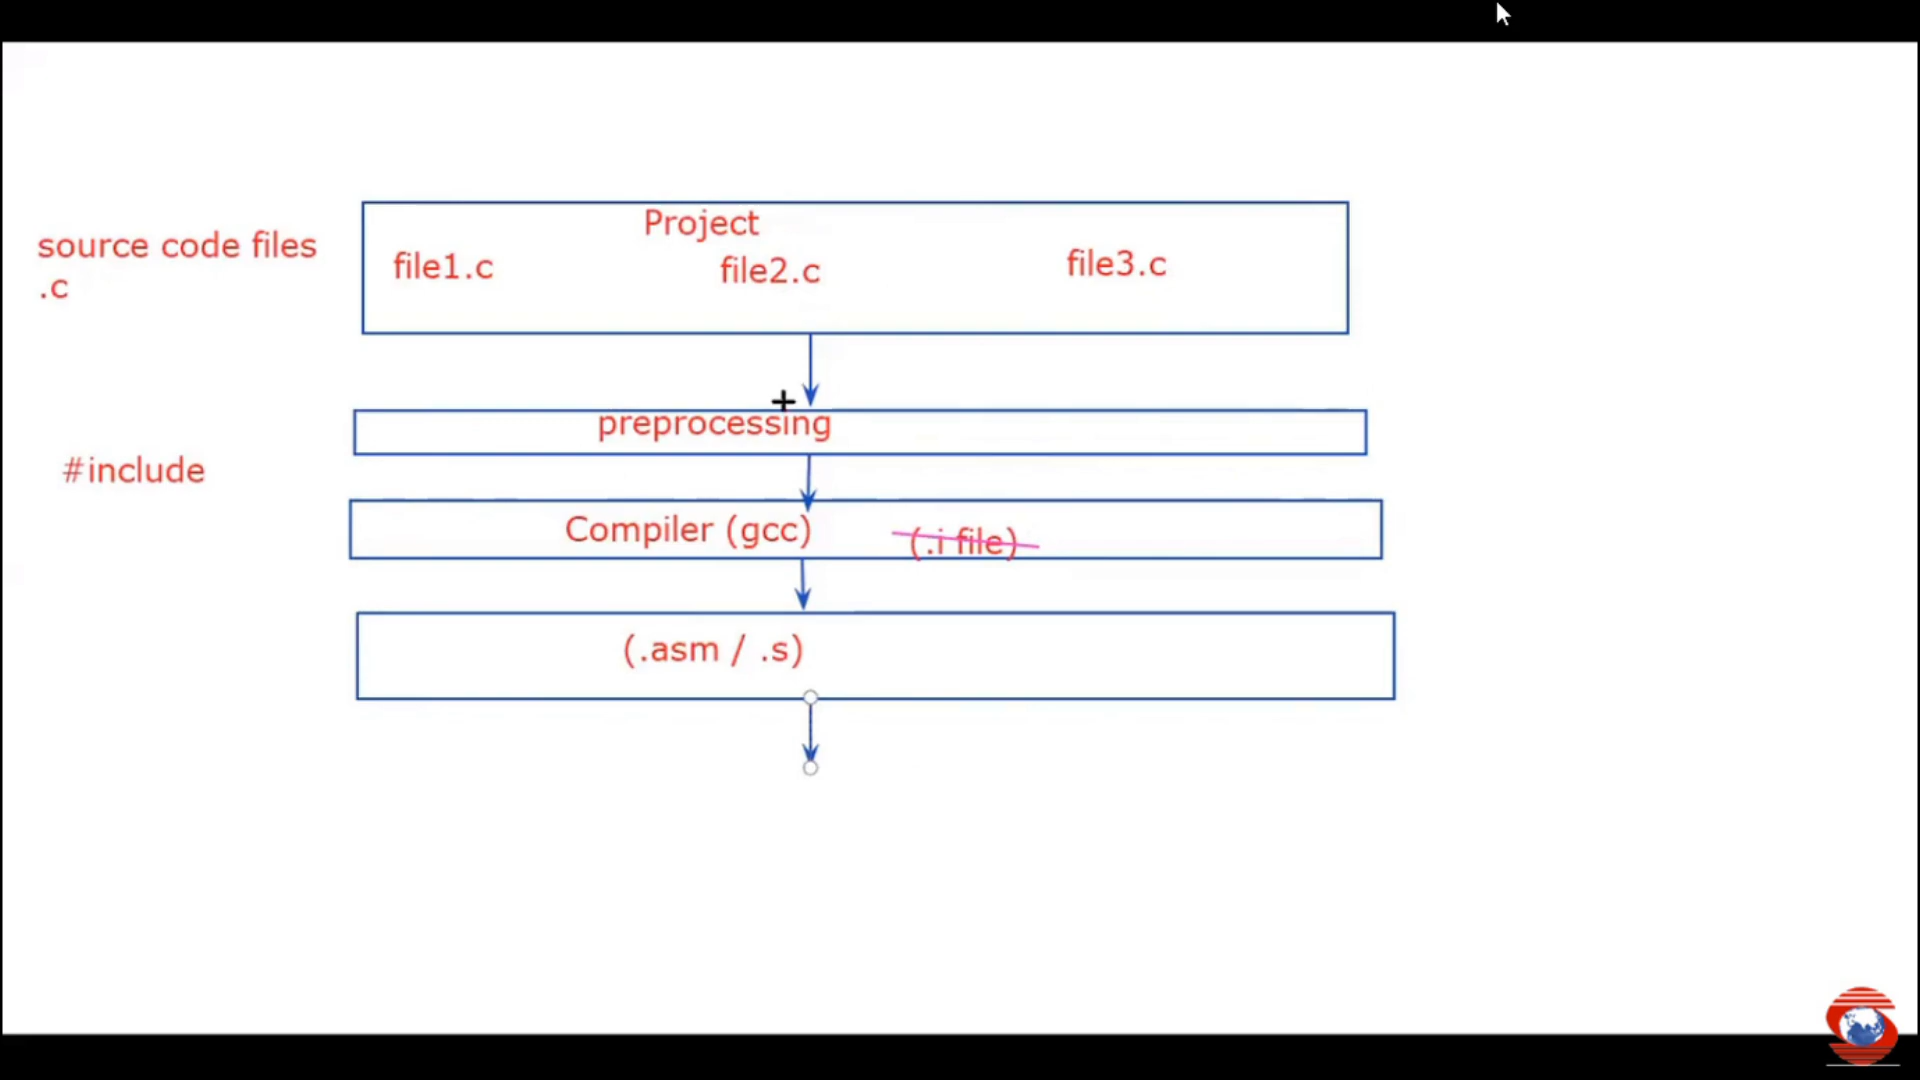 Project
source code files
.c
file1.c
file2.c
file3.c
preprocessing
#include
Compiler (gcc)
(.i file)
(.asm / .s)